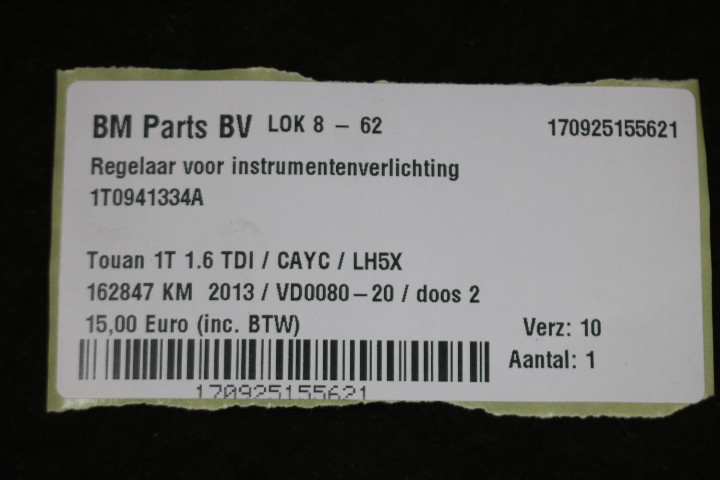 BM Parts BV LOK 8 – 62 170925155621
Regelaar voor instrumentenverlichting
1T0941334A
Touan 1T 1.6 TDI / CAYC / LH5X
162847 KM 2013 / VD0080–20 / doos 2
15,00 Euro (inc. BTW) Verz: 10
Aantal: 1
170925155621